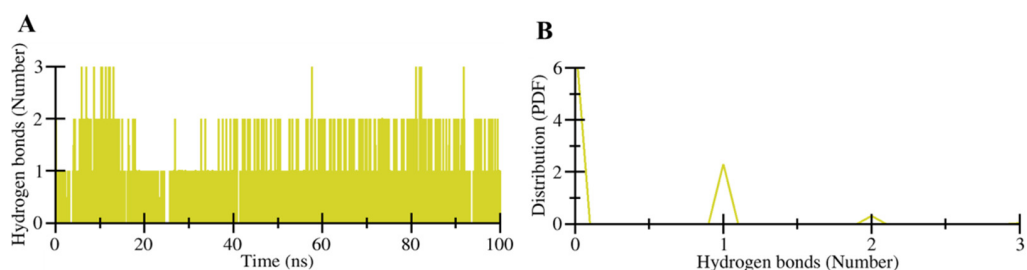 A
Hydrogen bonds (Number)
3
2
1
0
0 20 40 60 80 100
Time (ns)
B
Distribution (PDF)
6
4
2
0
0 1 2 3
Hydrogen bonds (Number)